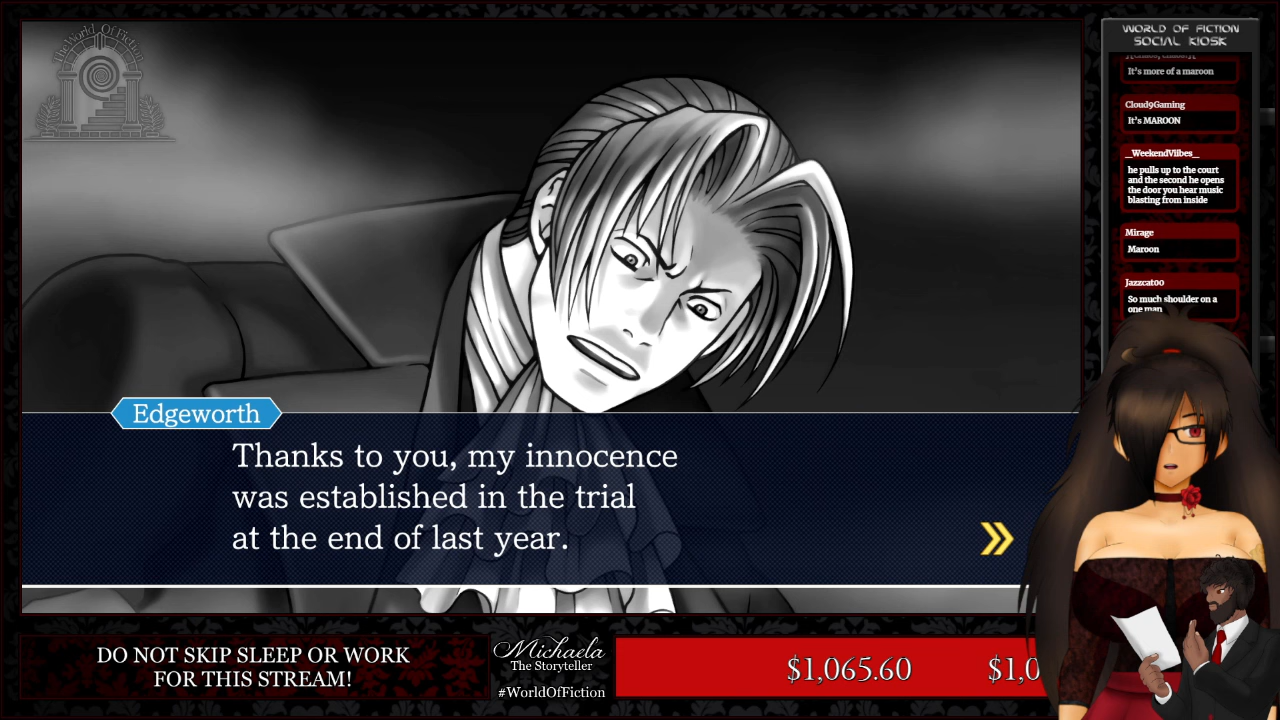 The World Of Fiction
WORLD OF FICTION
SOCIAL KIOSK
It's more of a maroon
Cloud9Gaming
It's MAROON
_WeekendVibes_
he pulls up to the court
and the second he opens
the door you hear music
blasting from inside
Mirage
Maroon
Jazzcat00
So much shoulder on a
one man
Edgeworth
Thanks to you, my innocence
was established in the trial
at the end of last year.
DO NOT SKIP SLEEP OR WORK
FOR THIS STREAM!
Michaela
The Storyteller
#WorldOfFiction
$1,065.60
$1,0